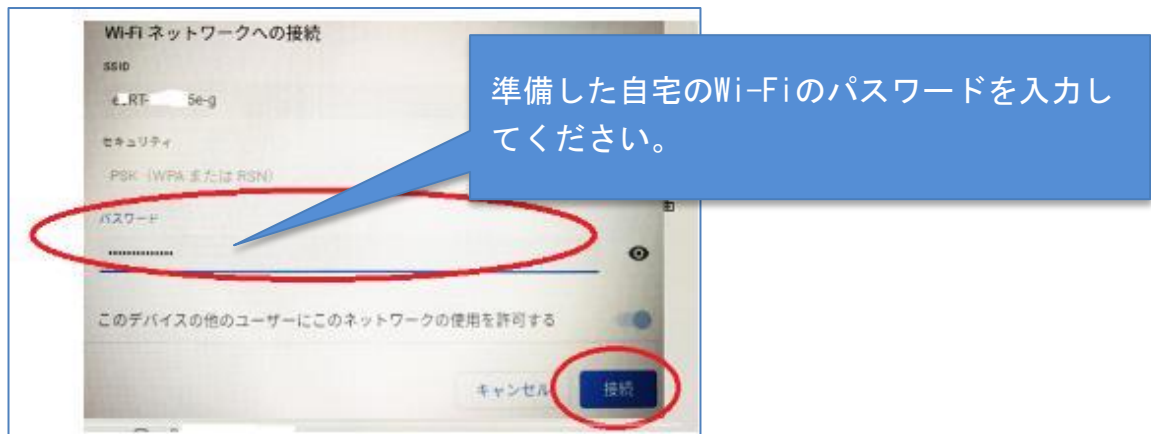 Wi-Fi ネットワークへの接続
SSID
RT- 5e-g
セキュリティ
PSK（WPA または RSN）
パスワード
••••••••••••••
このデバイスの他のユーザーにこのネットワークの使用を許可する
キャンセル
接続
準備した自宅のWi-Fiのパスワードを入力し
てください。